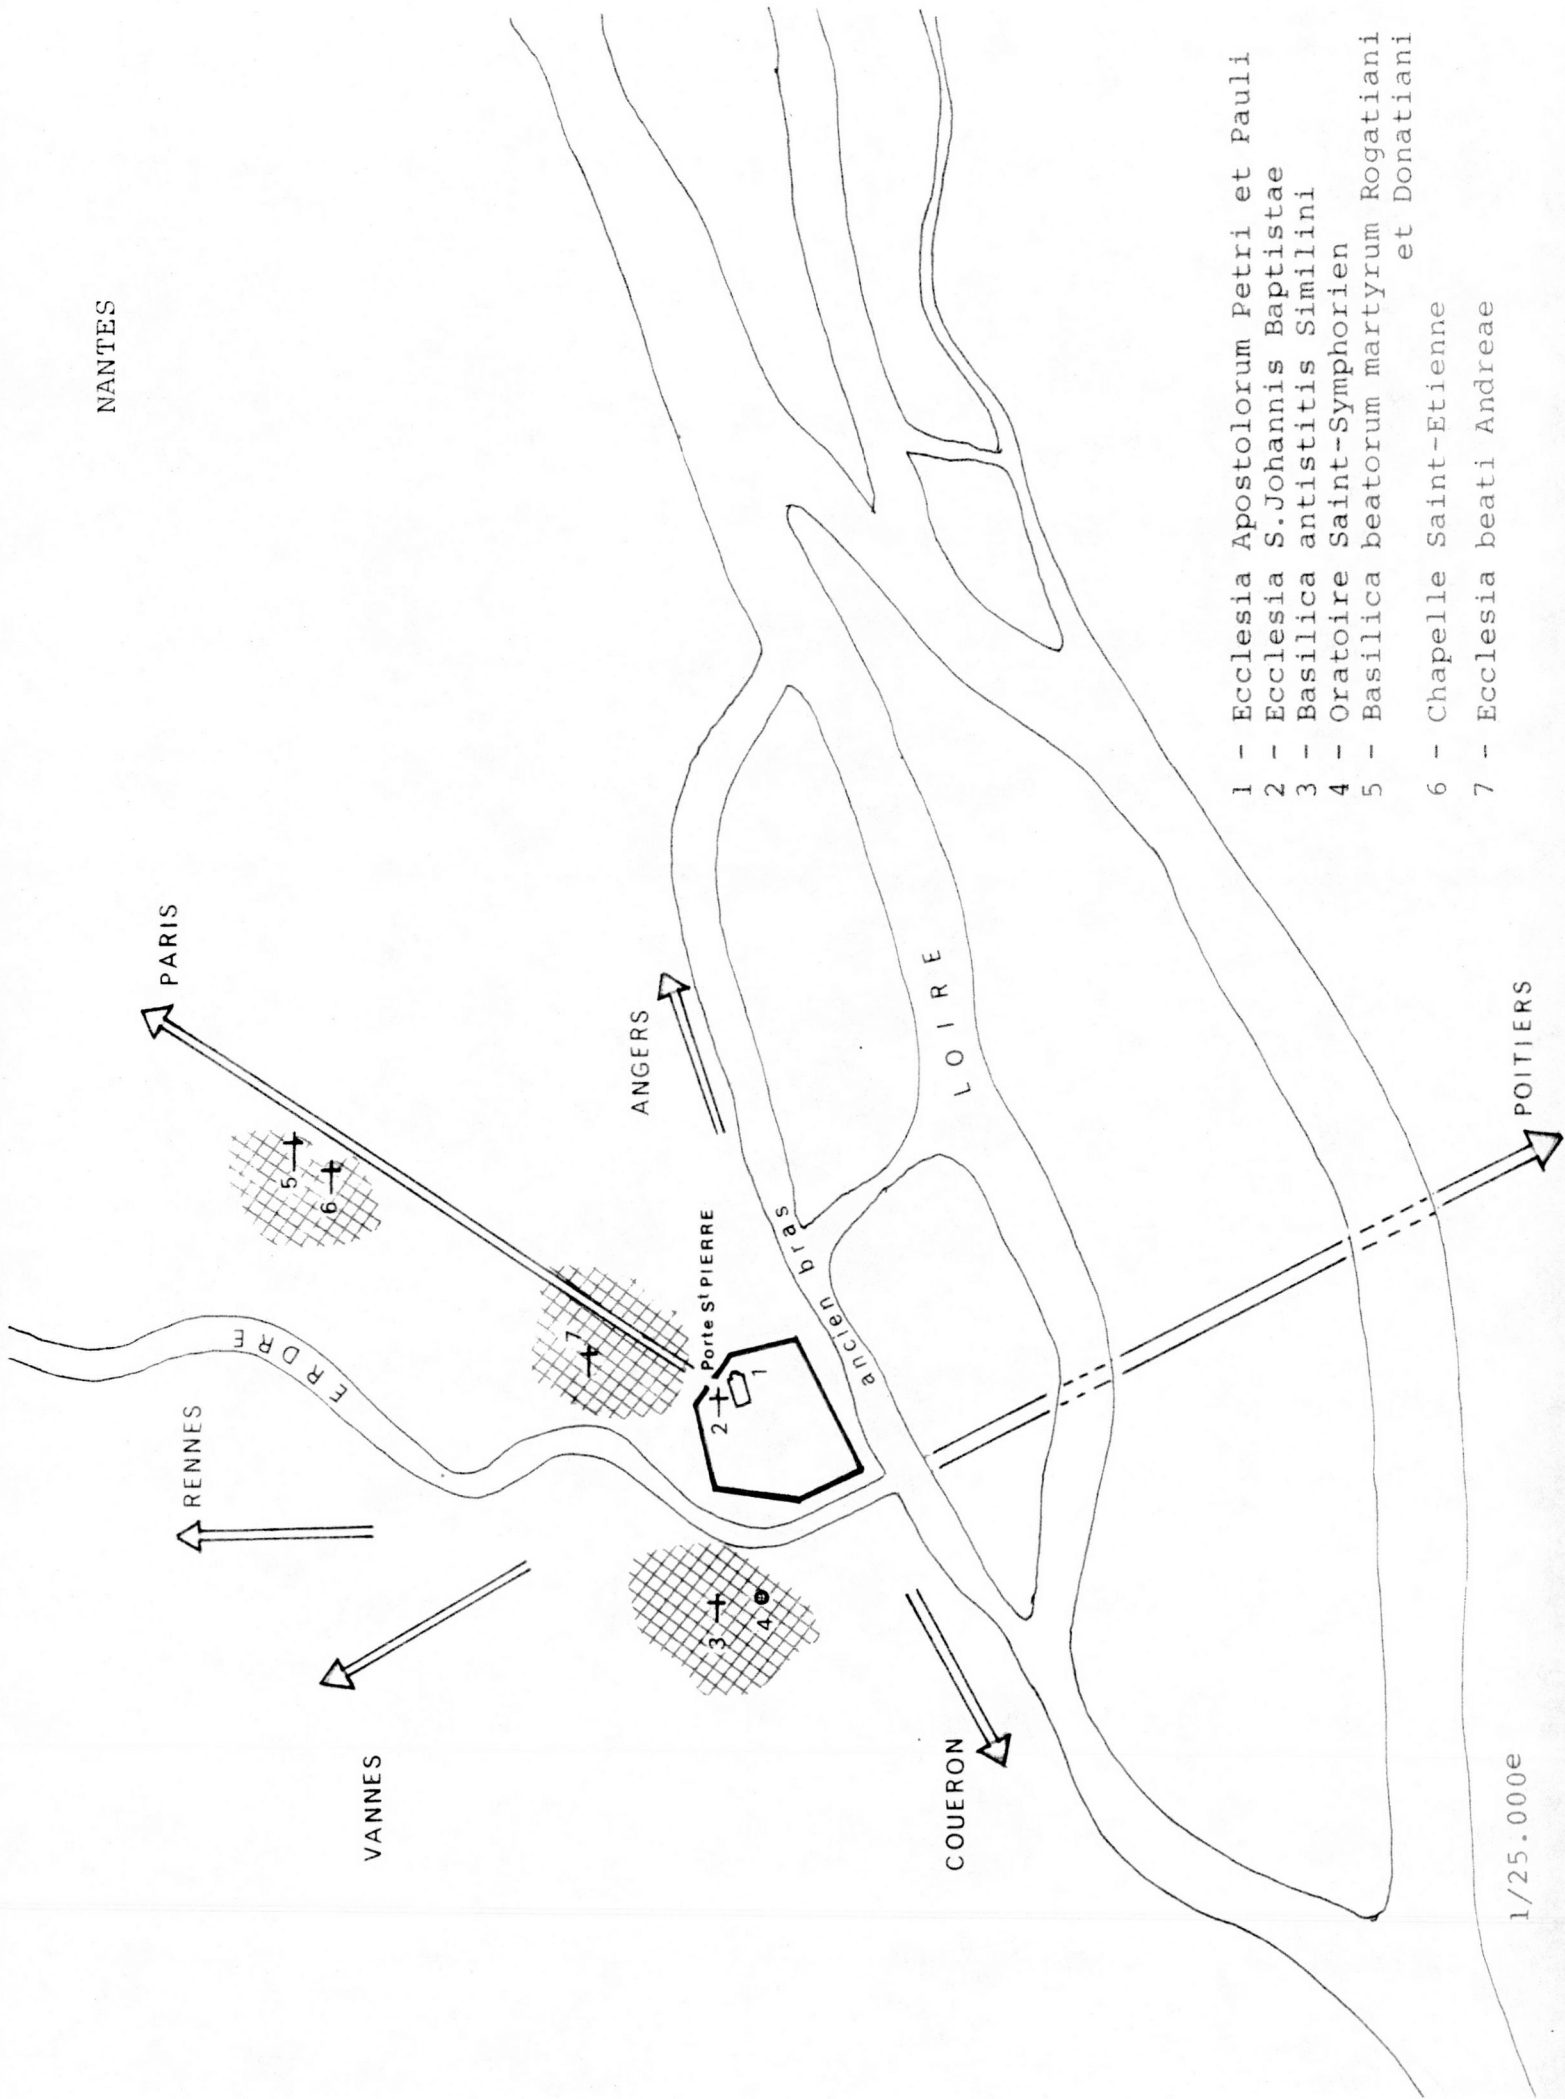 NANTES
PARIS
RENNES
ERDRE
VANNES
5
6
7
ANGERS
Porte St PIERRE
2
1
3
4
ancien bras
LOIRE
COUERON
POITIERS
1 - Ecclesia Apostolorum Petri et Pauli
2 - Ecclesia S.Johannis Baptistae
3 - Basilica antistitis Similini
4 - Oratoire Saint-Symphorien
5 - Basilica beatorum martyrum Rogatiani
et Donatiani
6 - Chapelle Saint-Etienne
7 - Ecclesia beati Andreae
1/25.000e